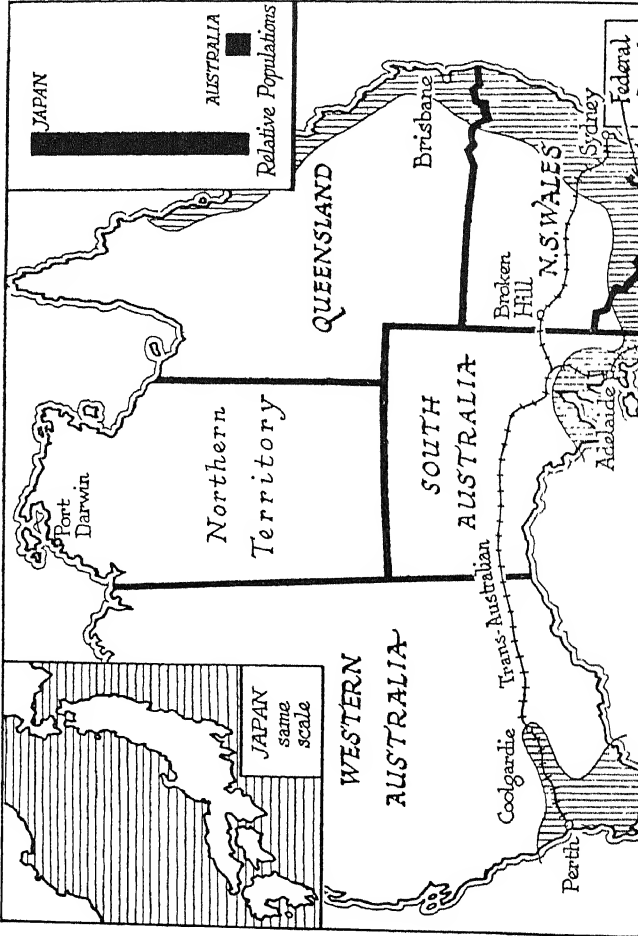 JAPAN
same
scale
JAPAN
AUSTRALIA
Relative Populations
Port
Darwin
Northern
Territory
QUEENSLAND
WESTERN
AUSTRALIA
SOUTH
AUSTRALIA
Brisbane
Broken
Hill
N.S.WALES
Coolgardie
Trans-Australian
Perth
Adelaide
Sydney
Federal